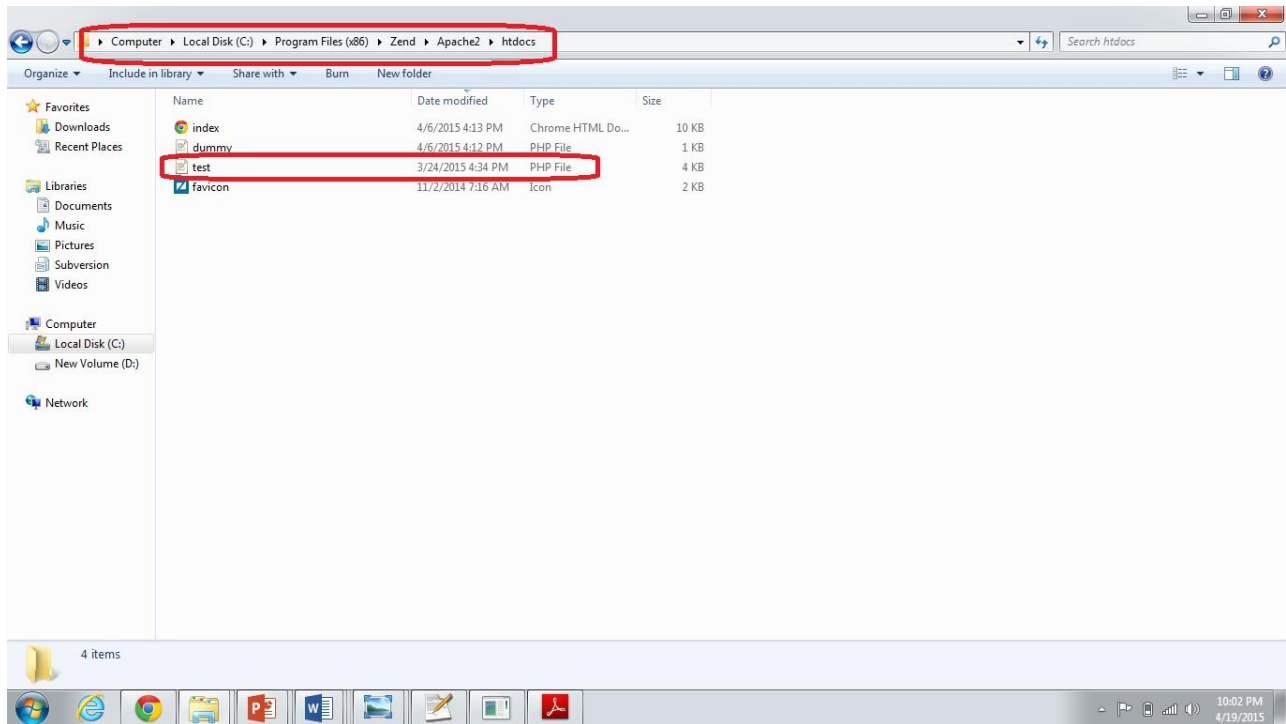 Computer ▸ Local Disk (C:) ▸ Program Files (x86) ▸ Zend ▸ Apache2 ▸ htdocs
Search htdocs
Organize ▾ Include in library ▾ Share with ▾ Burn New folder
Favorites
Downloads
Recent Places
Libraries
Documents
Music
Pictures
Subversion
Videos
Computer
Local Disk (C:)
New Volume (D:)
Network
Name Date modified Type Size
index 4/6/2015 4:13 PM Chrome HTML Do... 10 KB
dummy 4/6/2015 4:12 PM PHP File 1 KB
test 3/24/2015 4:34 PM PHP File 4 KB
favicon 11/2/2014 7:16 AM Icon 2 KB
4 items
10:02 PM
4/19/2015